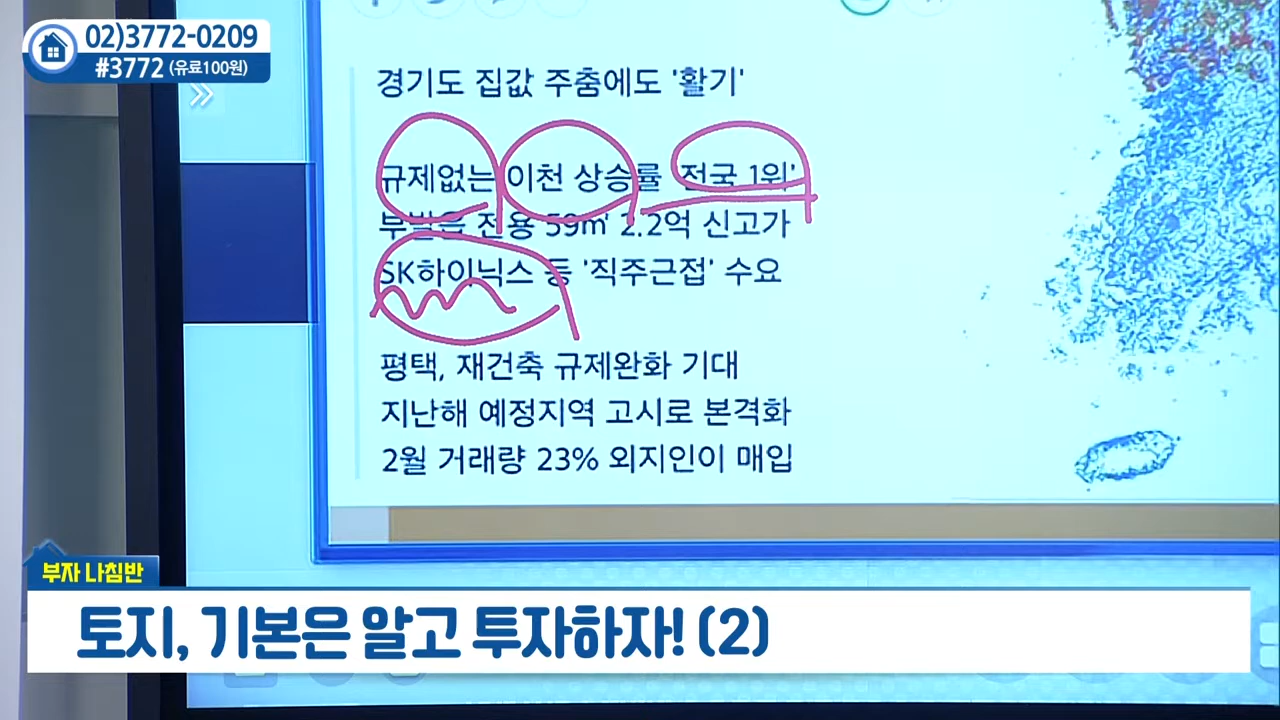 02)3772-0209
#3772 (유료100원)
경기도 집값 주춤에도 '활기'
규제없는 이천 상승률 '전국 1위'
부발읍 전용 59㎡ 2.2억 신고가
SK하이닉스 등 '직주근접' 수요
평택, 재건축 규제완화 기대
지난해 예정지역 고시로 본격화
2월 거래량 23% 외지인이 매입
부자 나침반
토지, 기본은 알고 투자하자! (2)